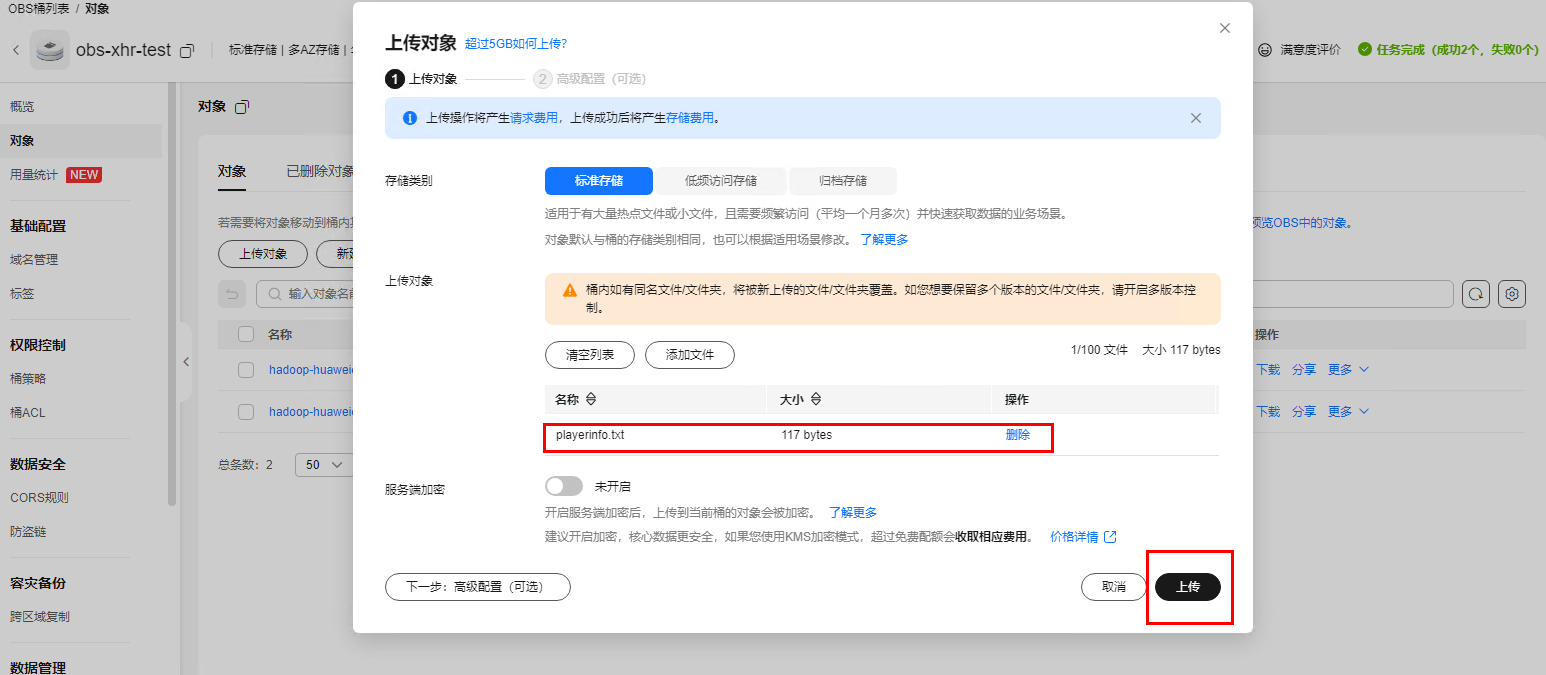 OBS桶列表 / 对象
obs-xhr-test
标准存储 | 多AZ存储 |
满意度评价
任务完成（成功2个，失败0个）
概览
对象
用量统计 NEW
基础配置
域名管理
标签
权限控制
桶策略
桶ACL
数据安全
CORS规则
防盗链
容灾备份
跨区域复制
数据管理
对象
对象 已删除对象
若需要将对象移动到桶内
预览OBS中的对象。
上传对象 新建
输入对象名前
名称
操作
hadoop-huawei
下载 分享 更多
hadoop-huawei
下载 分享 更多
总条数：2 50
上传对象 超过5GB如何上传?
1 上传对象 2 高级配置（可选）
上传操作将产生请求费用，上传成功后将产生存储费用。
存储类别
标准存储 低频访问存储 归档存储
适用于有大量热点文件或小文件，且需要频繁访问（平均一个月多次）并快速获取数据的业务场景。
对象默认与桶的存储类别相同，也可以根据适用场景修改。 了解更多
上传对象
桶内如有同名文件/文件夹，将被新上传的文件/文件夹覆盖。如您想要保留多个版本的文件/文件夹，请开启多版本控
制。
清空列表 添加文件 1/100 文件 大小 117 bytes
名称 大小 操作
playerinfo.txt 117 bytes 删除
服务端加密 未开启
开启服务端加密后，上传到当前桶的对象会被加密。 了解更多
建议开启加密，核心数据更安全，如果您使用KMS加密模式，超过免费配额会收取相应费用。 价格详情
下一步：高级配置（可选） 取消 上传